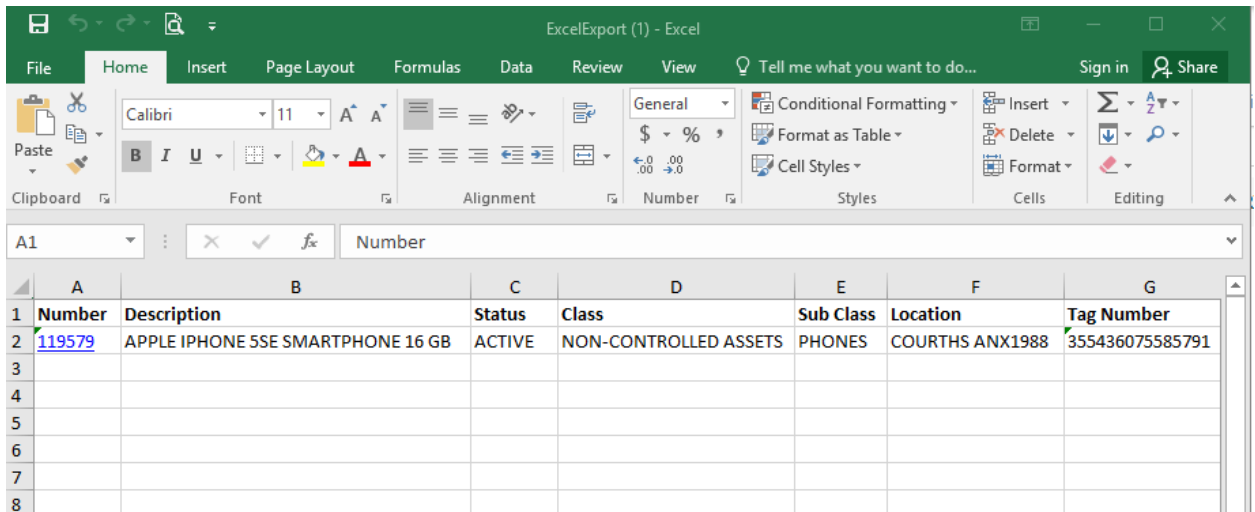 ExcelExport (1) - Excel
File Home Insert Page Layout Formulas Data Review View Tell me what you want to do... Sign in Share
Paste
Calibri 11 A A
B I U A
General
$ % ,
.0 .00 .00 .0
Conditional Formatting
Format as Table
Cell Styles
Insert
Delete
Format
Σ A Z
Clipboard Font Alignment Number Styles Cells Editing
A1 fx Number
A B C D E F G
1 Number Description Status Class Sub Class Location Tag Number
2 119579 APPLE IPHONE 5SE SMARTPHONE 16 GB ACTIVE NON-CONTROLLED ASSETS PHONES COURTHS ANX1988 355436075585791
3
4
5
6
7
8